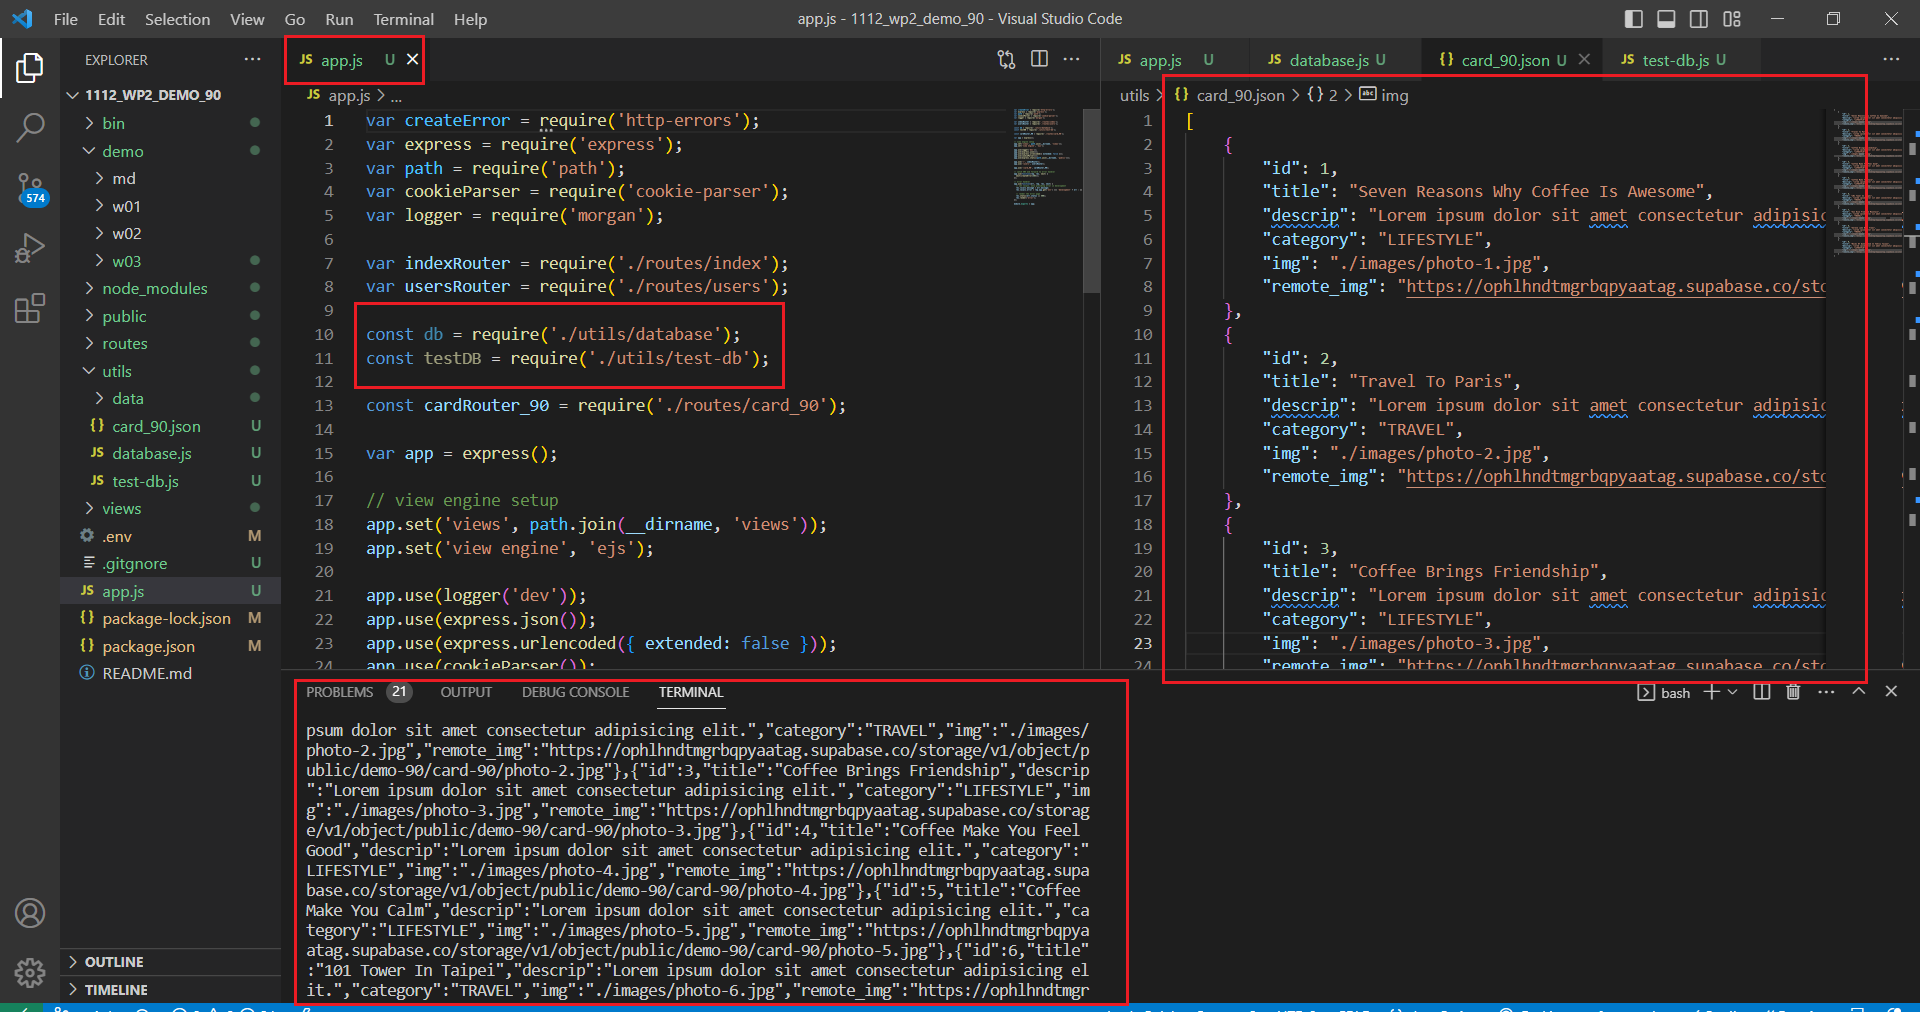 File Edit Selection View Go Run Terminal Help
app.js - 1112_wp2_demo_90 - Visual Studio Code
EXPLORER
1112_WP2_DEMO_90
bin
demo
md
w01
w02
w03
node_modules
public
routes
utils
data
card_90.json U
database.js U
test-db.js U
views
.env M
.gitgnore U
app.js U
package-lock.json M
package.json M
README.md
OUTLINE
TIMELINE
574
JS app.js U
JS app.js > ...
1 var createError = require('http-errors');
2 var express = require('express');
3 var path = require('path');
4 var cookieParser = require('cookie-parser');
5 var logger = require('morgan');
6
7 var indexRouter = require('./routes/index');
8 var usersRouter = require('./routes/users');
9
10 const db = require('./utils/database');
11 const testDB = require('./utils/test-db');
12
13 const cardRouter_90 = require('./routes/card_90');
14
15 var app = express();
16
17 // view engine setup
18 app.set('views', path.join(__dirname, 'views'));
19 app.set('view engine', 'ejs');
20
21 app.use(logger('dev'));
22 app.use(express.json());
23 app.use(express.urlencoded({ extended: false }));
24 app.use(cookieParser());
JS app.js U JS database.js U {} card_90.json U JS test-db.js U
utils > {} card_90.json > {} 2 > abc img
1 [
2 {
3 "id": 1,
4 "title": "Seven Reasons Why Coffee Is Awesome",
5 "descrip": "Lorem ipsum dolor sit amet consectetur adipisic
6 "category": "LIFESTYLE",
7 "img": "./images/photo-1.jpg",
8 "remote_img": "https://ophlhndtmgrbqpyaatag.supabase.co/sto
9 },
10 {
11 "id": 2,
12 "title": "Travel To Paris",
13 "descrip": "Lorem ipsum dolor sit amet consectetur adipisic
14 "category": "TRAVEL",
15 "img": "./images/photo-2.jpg",
16 "remote_img": "https://ophlhndtmgrbqpyaatag.supabase.co/sto
17 },
18 {
19 "id": 3,
20 "title": "Coffee Brings Friendship",
21 "descrip": "Lorem ipsum dolor sit amet consectetur adipisic
22 "category": "LIFESTYLE",
23 "img": "./images/photo-3.jpg",
24 "remote_img": "https://ophlhndtmgrbqpyaatag.supabase.co/sto
PROBLEMS 21 OUTPUT DEBUG CONSOLE TERMINAL
bash
psum dolor sit amet consectetur adipisicing elit.","category":"TRAVEL","img":"./images/
photo-2.jpg","remote_img":"https://ophlhndtmgrbqpyaatag.supabase.co/storage/v1/object/p
ublic/demo-90/card-90/photo-2.jpg"},{"id":3,"title":"Coffee Brings Friendship","descrip
":"Lorem ipsum dolor sit amet consectetur adipisicing elit.","category":"LIFESTYLE","im
g":"./images/photo-3.jpg","remote_img":"https://ophlhndtmgrbqpyaatag.supabase.co/storag
e/v1/object/public/demo-90/card-90/photo-3.jpg"},{"id":4,"title":"Coffee Make You Feel
Good","descrip":"Lorem ipsum dolor sit amet consectetur adipisicing elit.","category":"
LIFESTYLE","img":"./images/photo-4.jpg","remote_img":"https://ophlhndtmgrbqpyaatag.supa
base.co/storage/v1/object/public/demo-90/card-90/photo-4.jpg"},{"id":5,"title":"Coffee
Make You Calm","descrip":"Lorem ipsum dolor sit amet consectetur adipisicing elit.","ca
tegory":"LIFESTYLE","img":"./images/photo-5.jpg","remote_img":"https://ophlhndtmgrbqpya
atag.supabase.co/storage/v1/object/public/demo-90/card-90/photo-5.jpg"},{"id":6,"title"
:"101 Tower In Taipei","descrip":"Lorem ipsum dolor sit amet consectetur adipisicing el
it.","category":"TRAVEL","img":"./images/photo-6.jpg","remote_img":"https://ophlhndtmgr